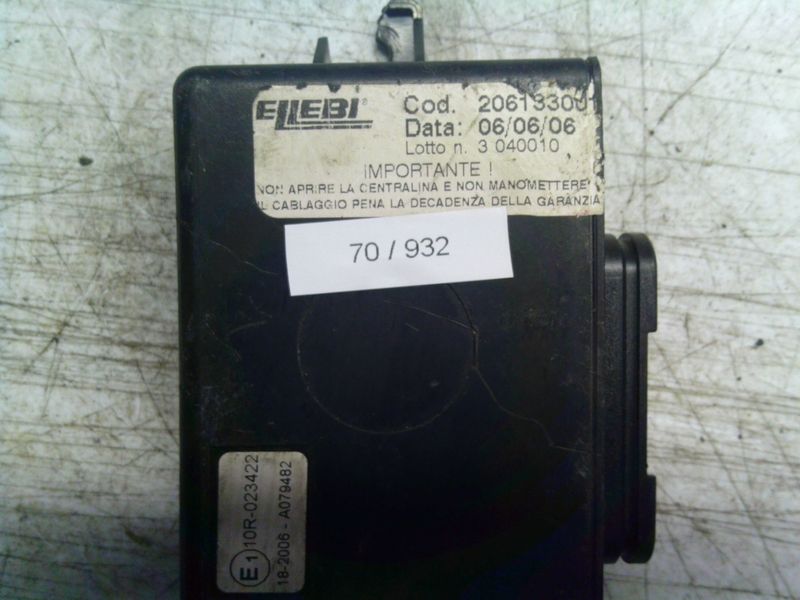 ELLEBI®
Cod. 206133001
Data: 06/06/06
Lotto n. 3 040010
IMPORTANTE !
NON APRIRE LA CENTRALINA E NON MANOMETTERE
IL CABLAGGIO PENA LA DECADENZA DELLA GARANZIA
70 / 932
E1 10R-023422
18-2006 - A079482